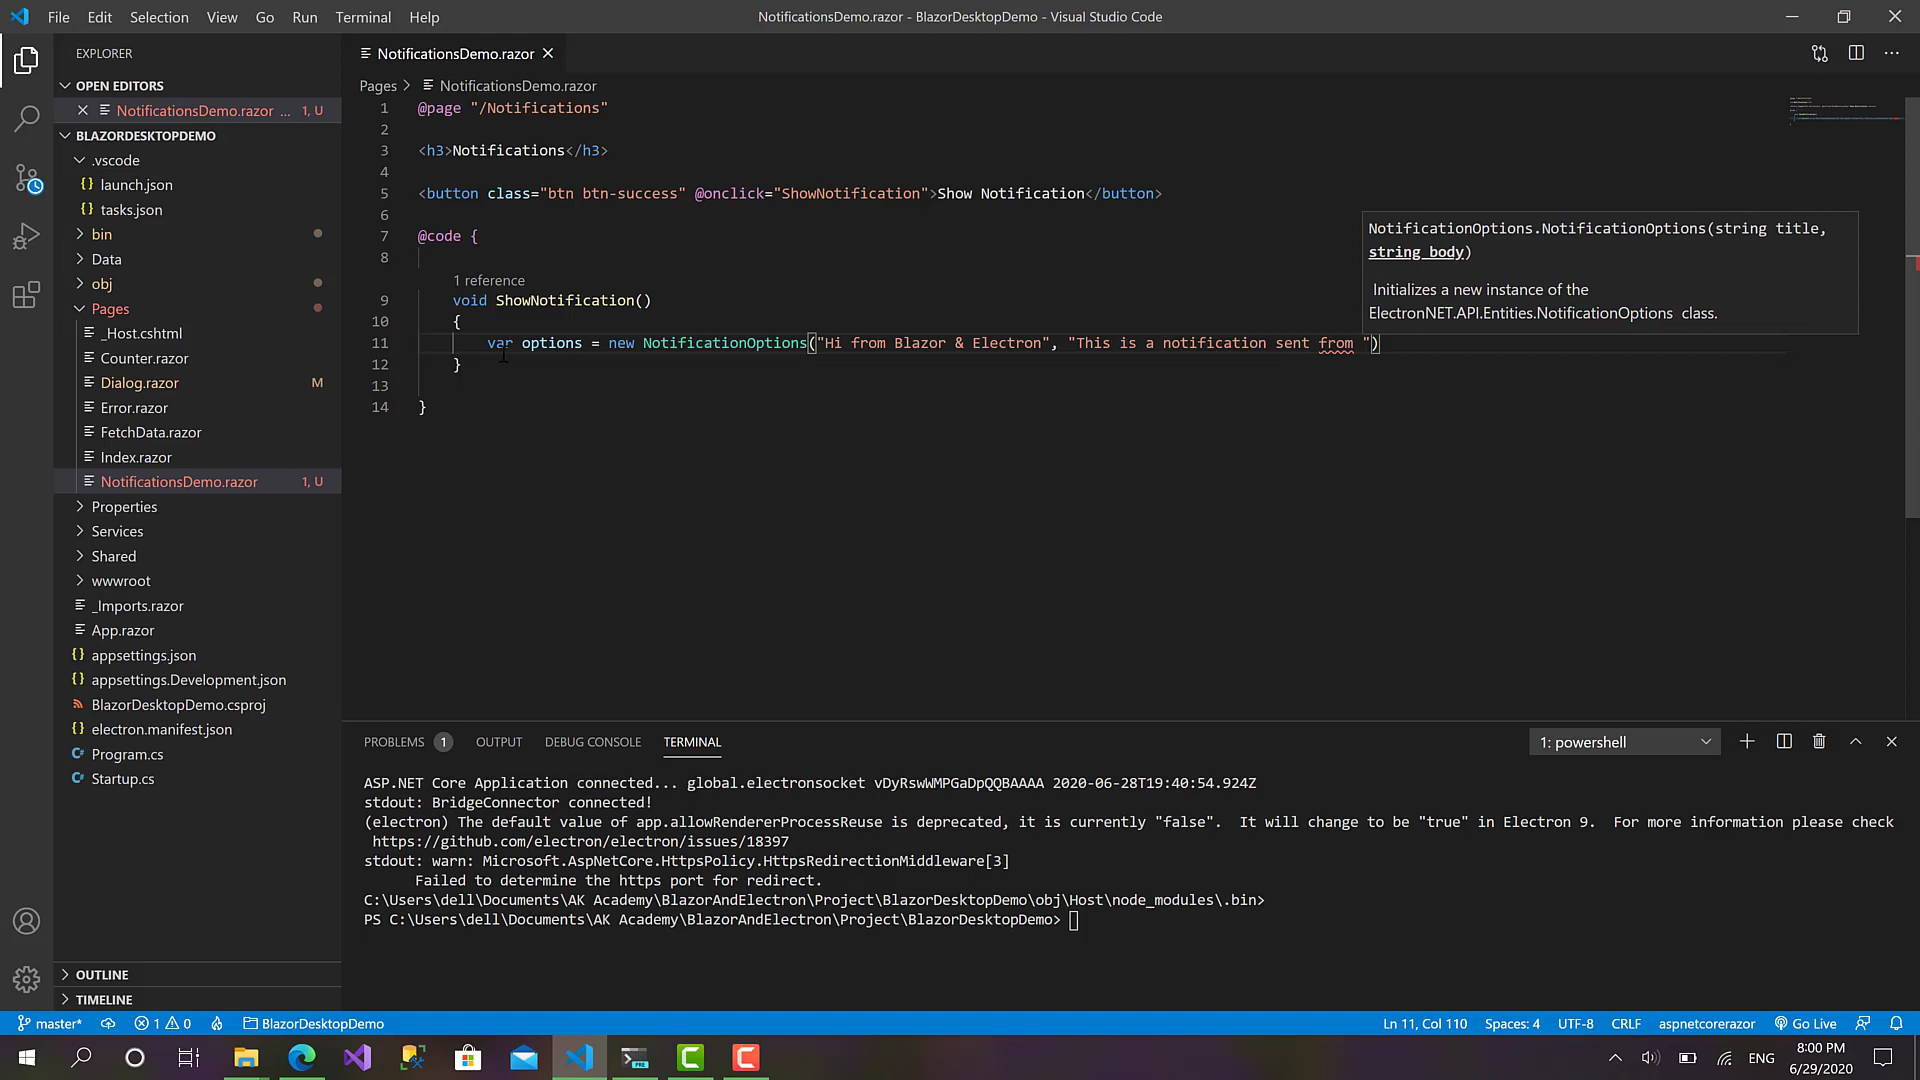 File Edit Selection View Go Run Terminal Help
NotificationsDemo.razor - BlazorDesktopDemo - Visual Studio Code
EXPLORER
OPEN EDITORS
NotificationsDemo.razor ... 1, U
BLAZORDESKTOPDEMO
.vscode
launch.json
tasks.json
bin
Data
obj
Pages
_Host.cshtml
Counter.razor
Dialog.razor M
Error.razor
FetchData.razor
Index.razor
NotificationsDemo.razor 1, U
Properties
Services
Shared
wwwroot
_Imports.razor
App.razor
appsettings.json
appsettings.Development.json
BlazorDesktopDemo.csproj
electron.manifest.json
Program.cs
Startup.cs
OUTLINE
TIMELINE
NotificationsDemo.razor
Pages > NotificationsDemo.razor
1 @page "/Notifications"
2
3 <h3>Notifications</h3>
4
5 <button class="btn btn-success" @onclick="ShowNotification">Show Notification</button>
6
7 @code {
8
1 reference
9 void ShowNotification()
10 {
11 var options = new NotificationOptions("Hi from Blazor & Electron", "This is a notification sent from ")
12 }
13
14 }
NotificationOptions.NotificationOptions(string title,
string body)
Initializes a new instance of the
ElectronNET.API.Entities.NotificationOptions class.
PROBLEMS 1 OUTPUT DEBUG CONSOLE TERMINAL
1: powershell
ASP.NET Core Application connected... global.electronsocket vDyRswWMPGaDpQQBAAAA 2020-06-28T19:40:54.924Z
stdout: BridgeConnector connected!
(electron) The default value of app.allowRendererProcessReuse is deprecated, it is currently "false".  It will change to be "true" in Electron 9.  For more information please check
https://github.com/electron/electron/issues/18397
stdout: warn: Microsoft.AspNetCore.HttpsPolicy.HttpsRedirectionMiddleware[3]
Failed to determine the https port for redirect.
C:\Users\dell\Documents\AK Academy\BlazorAndElectron\Project\BlazorDesktopDemo\obj\Host\node_modules\.bin>
PS C:\Users\dell\Documents\AK Academy\BlazorAndElectron\Project\BlazorDesktopDemo>
master* 1 0 BlazorDesktopDemo
Ln 11, Col 110 Spaces: 4 UTF-8 CRLF aspnetcorerazor Go Live
ENG
8:00 PM
6/29/2020